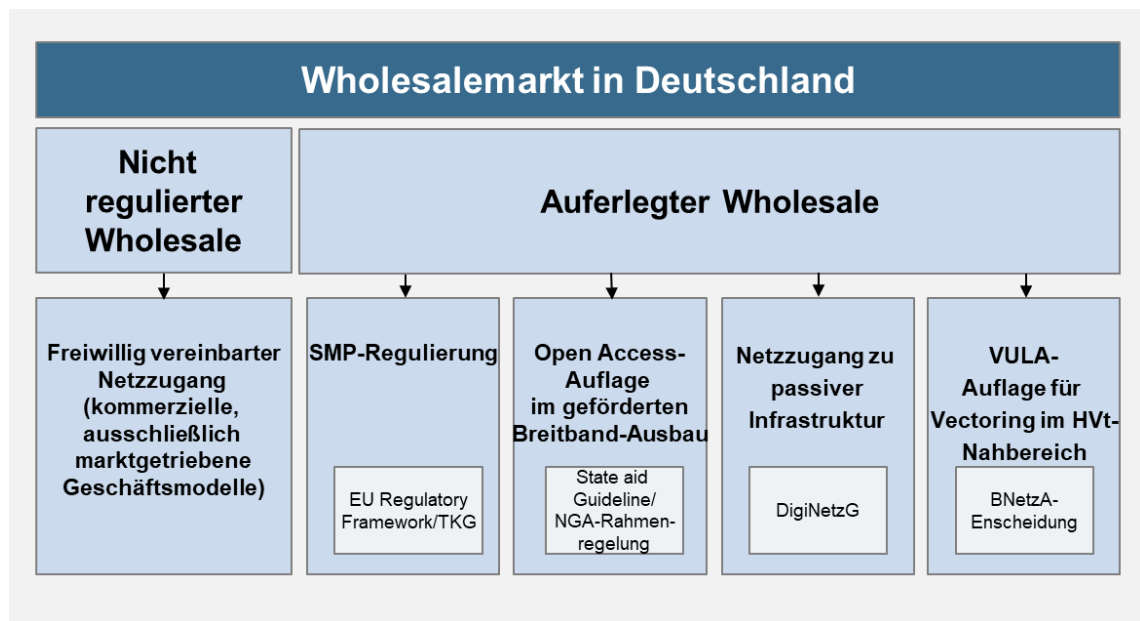 Wholesalemarkt in Deutschland
Nicht
regulierter
Wholesale
Auferlegter Wholesale
Freiwillig vereinbarter
Netzzugang
(kommerzielle,
ausschließlich
marktgetriebene
Geschäftsmodelle)
SMP-Regulierung
EU Regulatory
Framework/TKG
Open Access-
Auflage
im geförderten
Breitband-Ausbau
State aid
Guideline/
NGA-Rahmen-
regelung
Netzzugang zu
passiver
Infrastruktur
DigiNetzG
VULA-
Auflage für
Vectoring im HVt-
Nahbereich
BNetzA-
Enscheidung